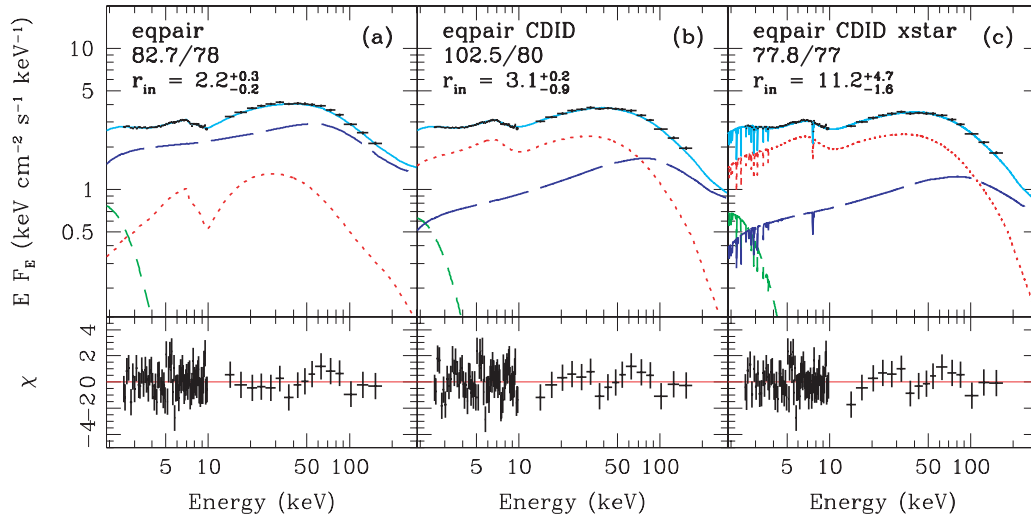 eqpair (a)
82.7/78
r_in = 2.2^{+0.3}_{-0.2}
eqpair CDID (b)
102.5/80
r_in = 3.1^{+0.2}_{-0.9}
eqpair CDID xstar (c)
77.8/77
r_in = 11.2^{+4.7}_{-1.6}
E F_E (keV cm⁻² s⁻¹ keV⁻¹)
10
5
1
0.5
χ
4
2
0
−2
−4
5 10 50 100
5 10 50 100
5 10 50 100
Energy (keV)
Energy (keV)
Energy (keV)